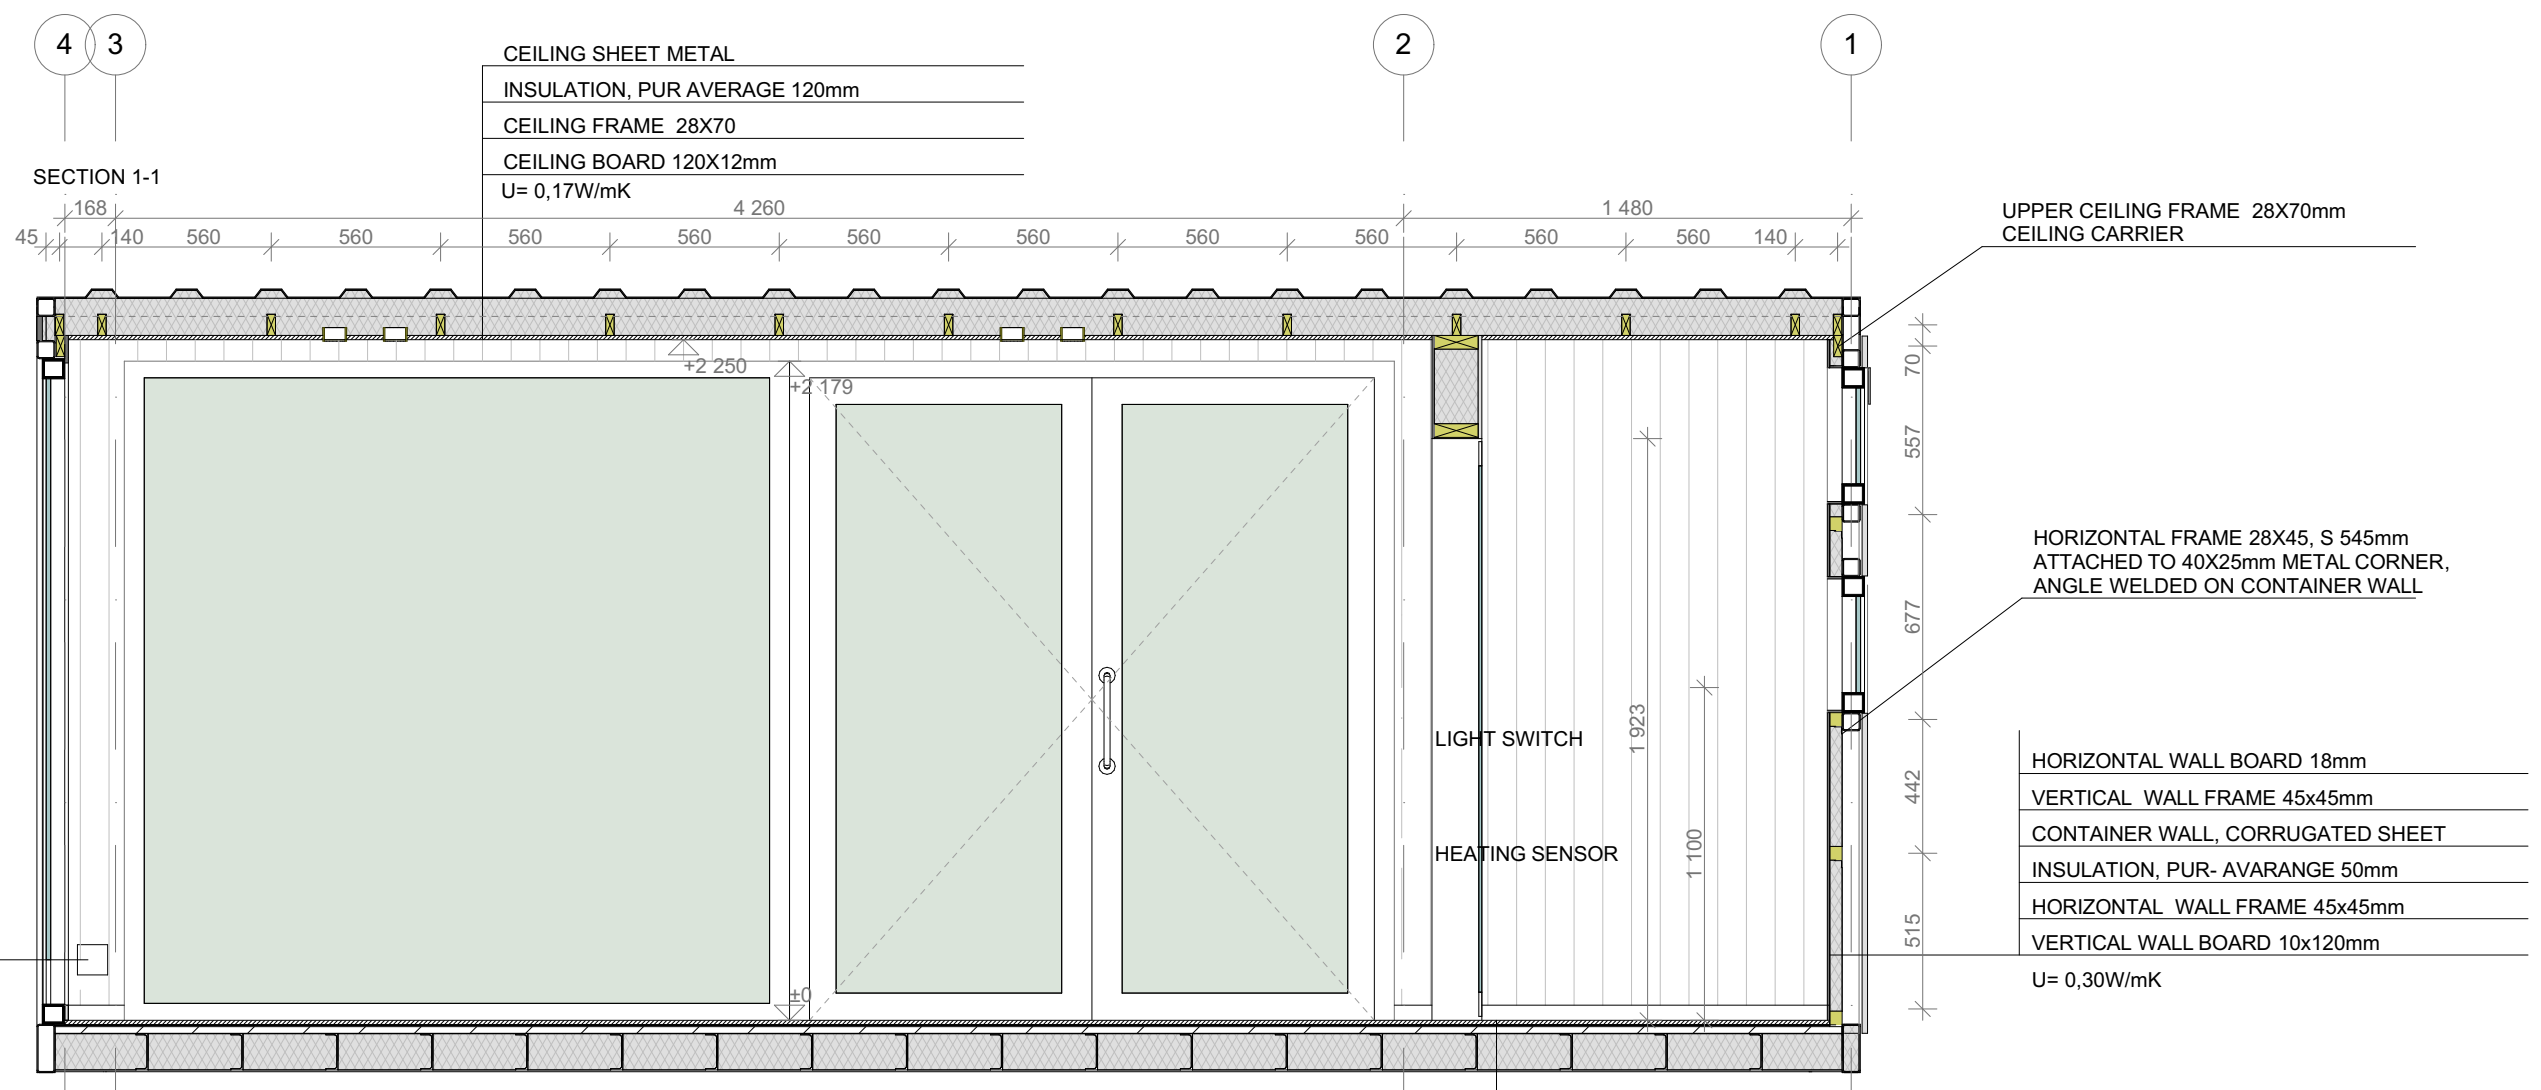 4 3 2 1
CEILING SHEET METAL
INSULATION, PUR AVERAGE 120mm
CEILING FRAME 28X70
CEILING BOARD 120X12mm
U= 0,17W/mK
SECTION 1-1
168 4 260 1 480
45 140 560 560 560 560 560 560 560 560 560 560 140
UPPER CEILING FRAME 28X70mm
CEILING CARRIER
+2 250
+2 179
70
557
677
442
515
1 923
1 100
HORIZONTAL FRAME 28X45, S 545mm
ATTACHED TO 40X25mm METAL CORNER,
ANGLE WELDED ON CONTAINER WALL
LIGHT SWITCH
HEATING SENSOR
±0
HORIZONTAL WALL BOARD 18mm
VERTICAL WALL FRAME 45x45mm
CONTAINER WALL, CORRUGATED SHEET
INSULATION, PUR- AVARANGE 50mm
HORIZONTAL WALL FRAME 45x45mm
VERTICAL WALL BOARD 10x120mm
U= 0,30W/mK